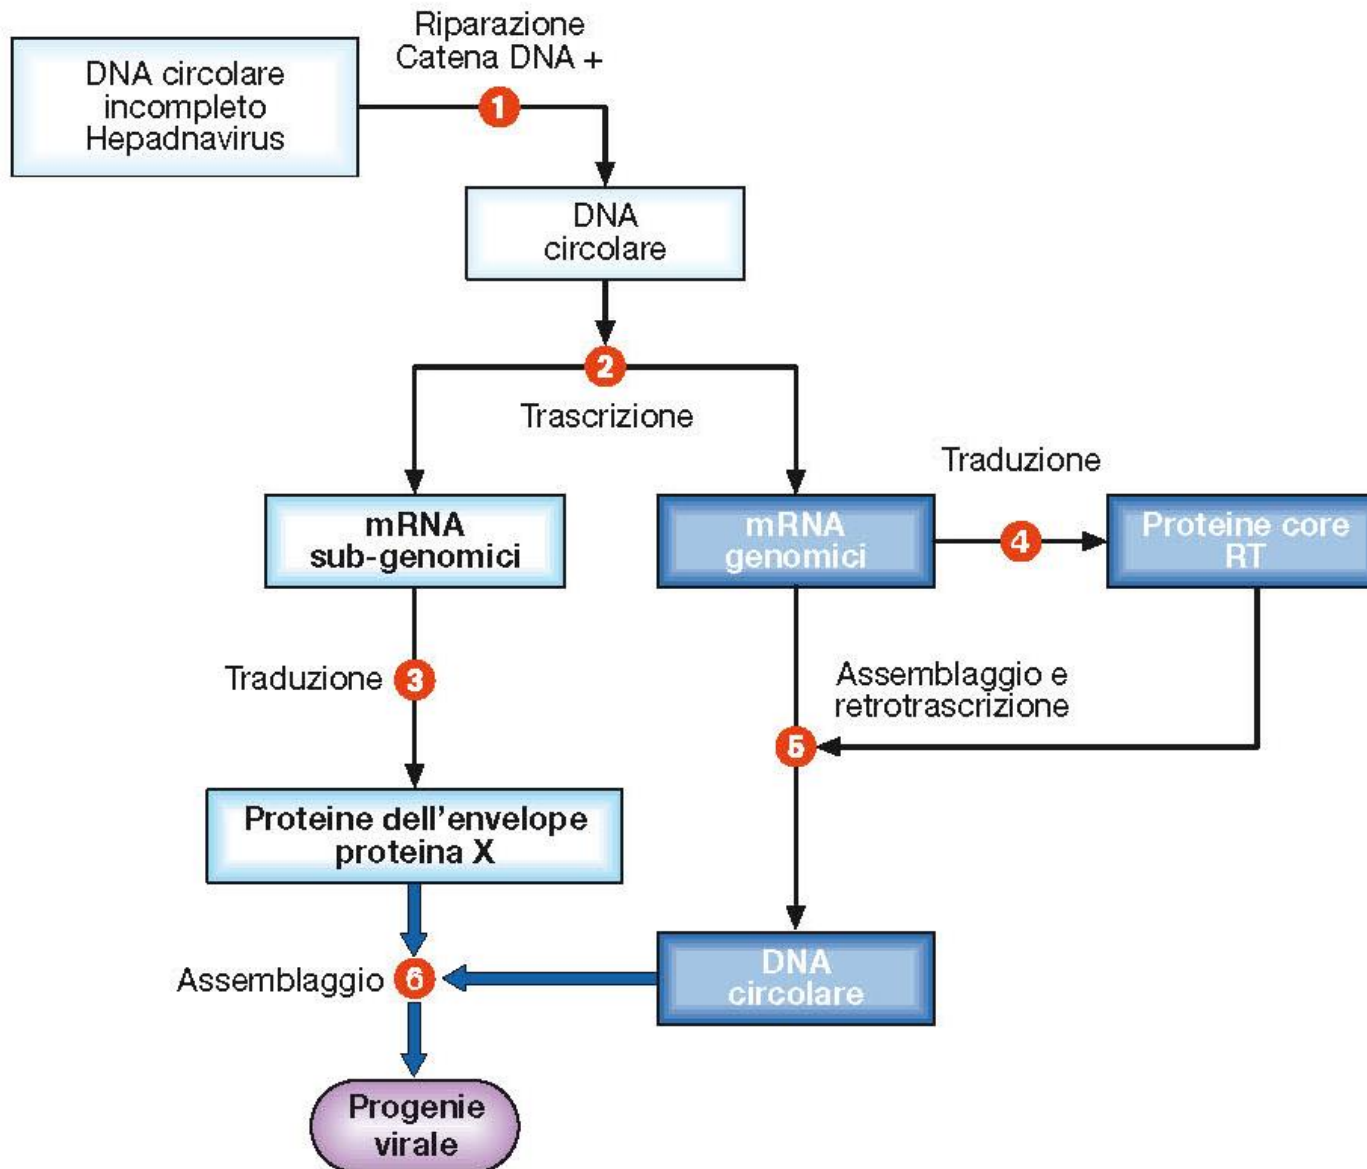 Riparazione
Catena DNA +
DNA circolare
incompleto
Hepadnavirus
1
DNA
circolare
2
Trascrizione
Traduzione
mRNA
sub-genomici
mRNA
genomici
4
Proteine core
RT
Traduzione
3
Assemblaggio e
retrotrascrizione
5
Proteine dell'envelope
proteina X
Assemblaggio
6
DNA
circolare
Progenie
virale